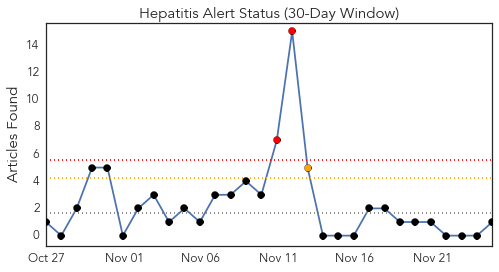 Hepatitis Alert Status (30-Day Window)
Articles Found
14
12
10
8
6
4
2
0
Oct 27 Nov 01 Nov 06 Nov 11 Nov 16 Nov 21